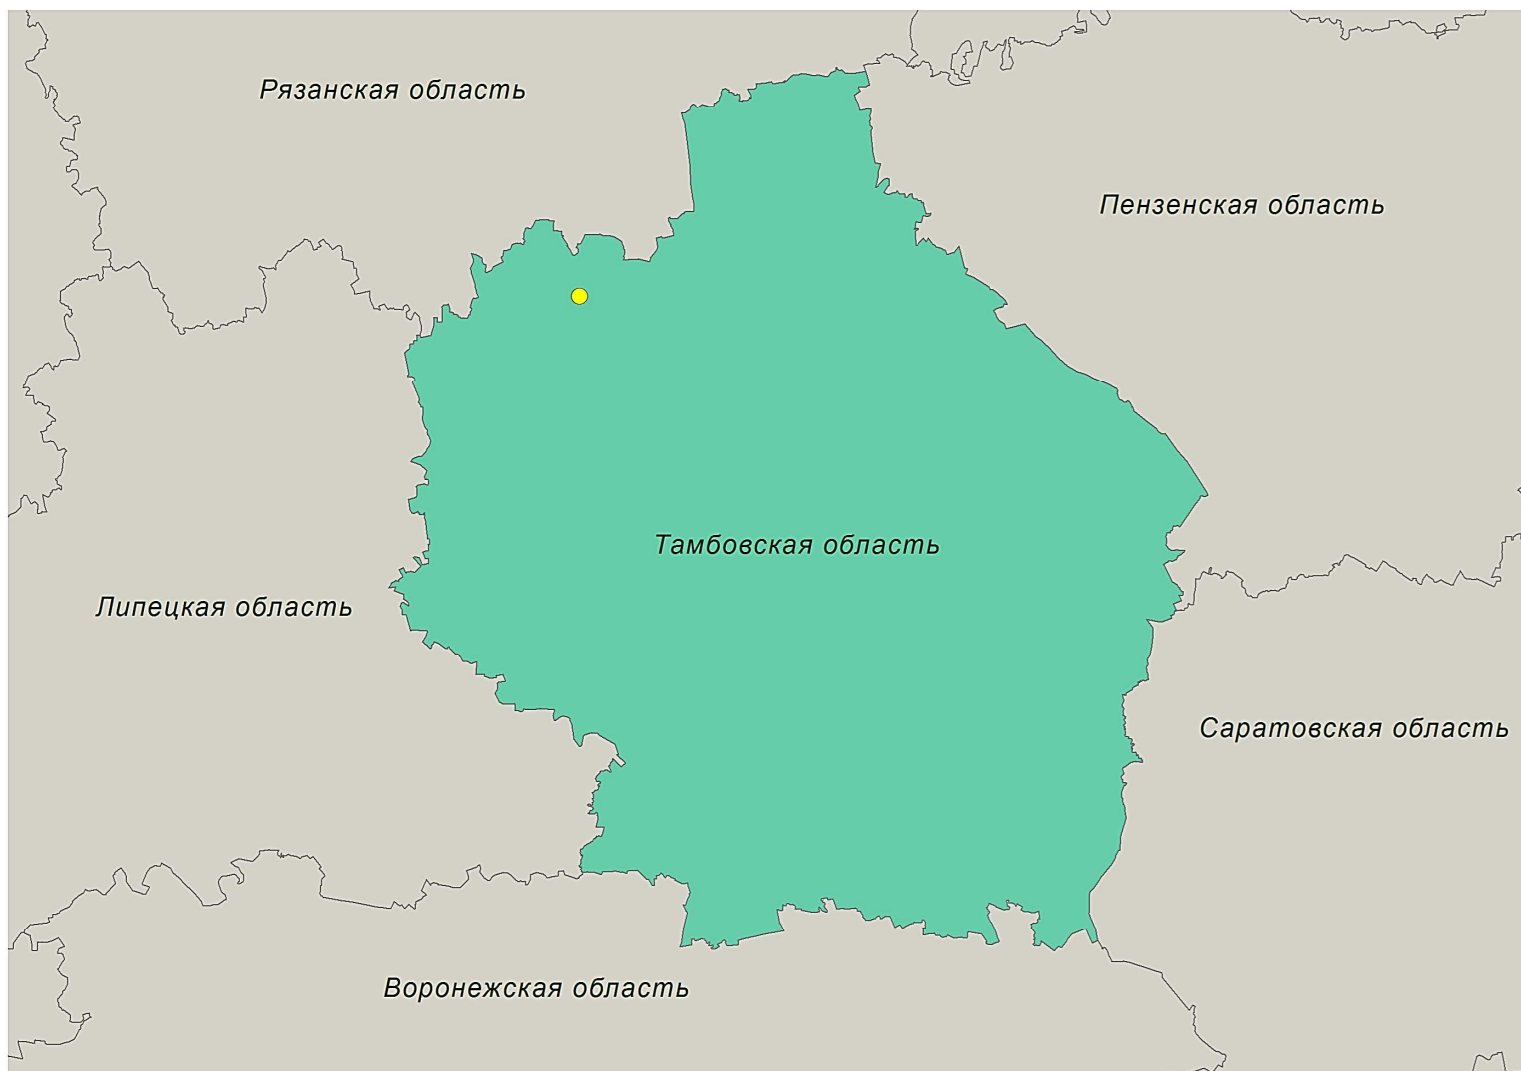 Рязанская область
Пензенская область
Тамбовская область
Липецкая область
Саратовская область
Воронежская область